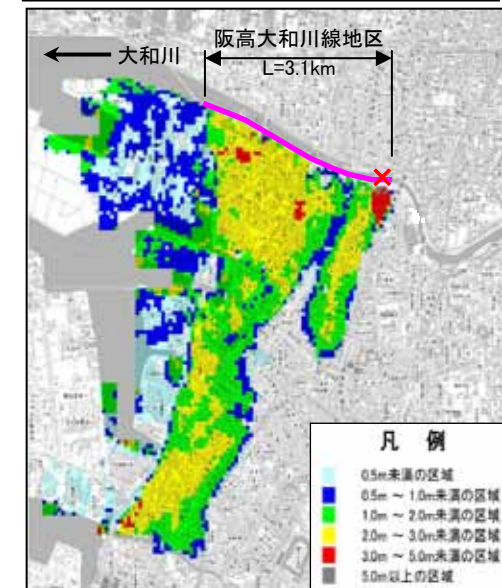 大和川
阪高大和川線地区
L=3.1km
凡 例
0.5m未満の区域
0.5m ~ 1.0m未満の区域
1.0m ~ 2.0m未満の区域
2.0m ~ 3.0m未満の区域
3.0m ~ 5.0m未満の区域
5.0m以上の区域